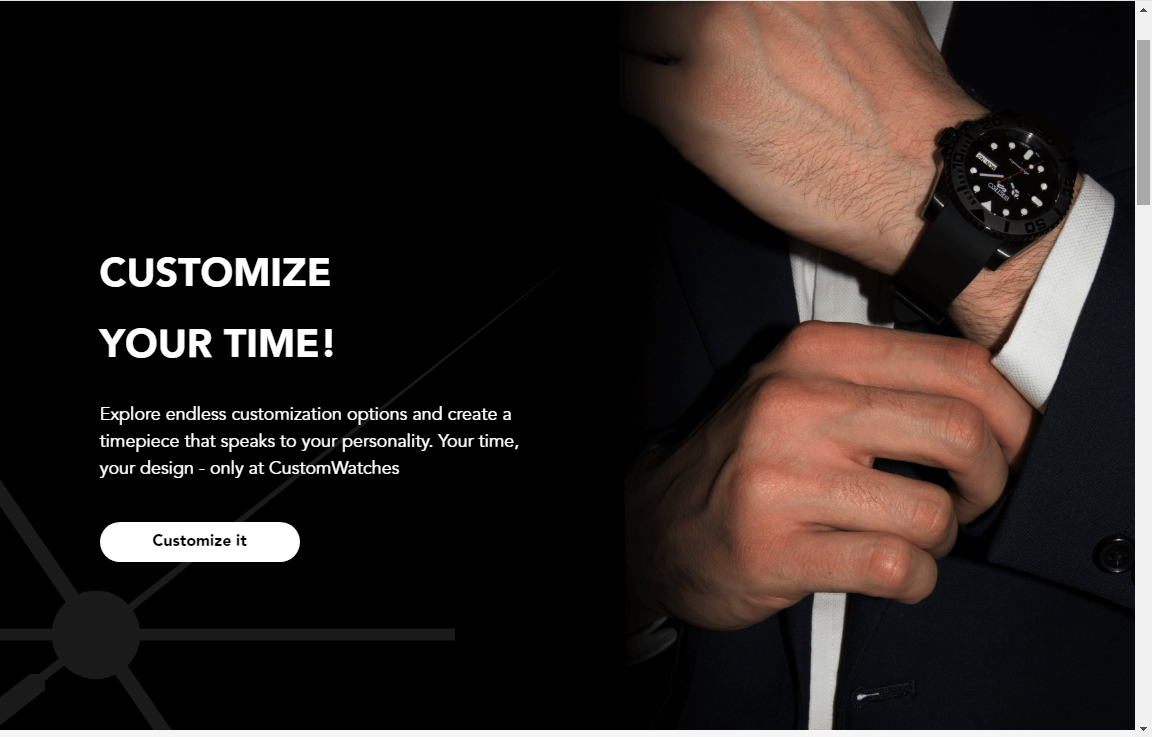 CUSTOMIZE
YOUR TIME!
Explore endless customization options and create a
timepiece that speaks to your personality. Your time,
your design - only at CustomWatches
Customize it